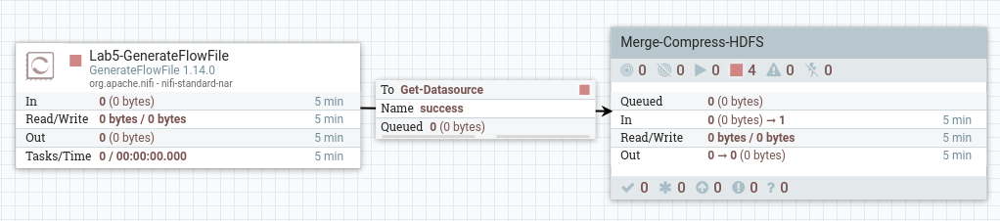 Lab5-GenerateFlowFile
GenerateFlowFile 1.14.0
org.apache.nifi - nifi-standard-nar
In 0 (0 bytes) 5 min
Read/Write 0 bytes / 0 bytes 5 min
Out 0 (0 bytes) 5 min
Tasks/Time 0 / 00:00:00.000 5 min
To Get-Datasource
Name success
Queued 0 (0 bytes)
Merge-Compress-HDFS
0 0 0 4 0 0
Queued 0 (0 bytes)
In 0 (0 bytes) → 1 5 min
Read/Write 0 bytes / 0 bytes 5 min
Out 0 → 0 (0 bytes) 5 min
0 0 0 0 ? 0